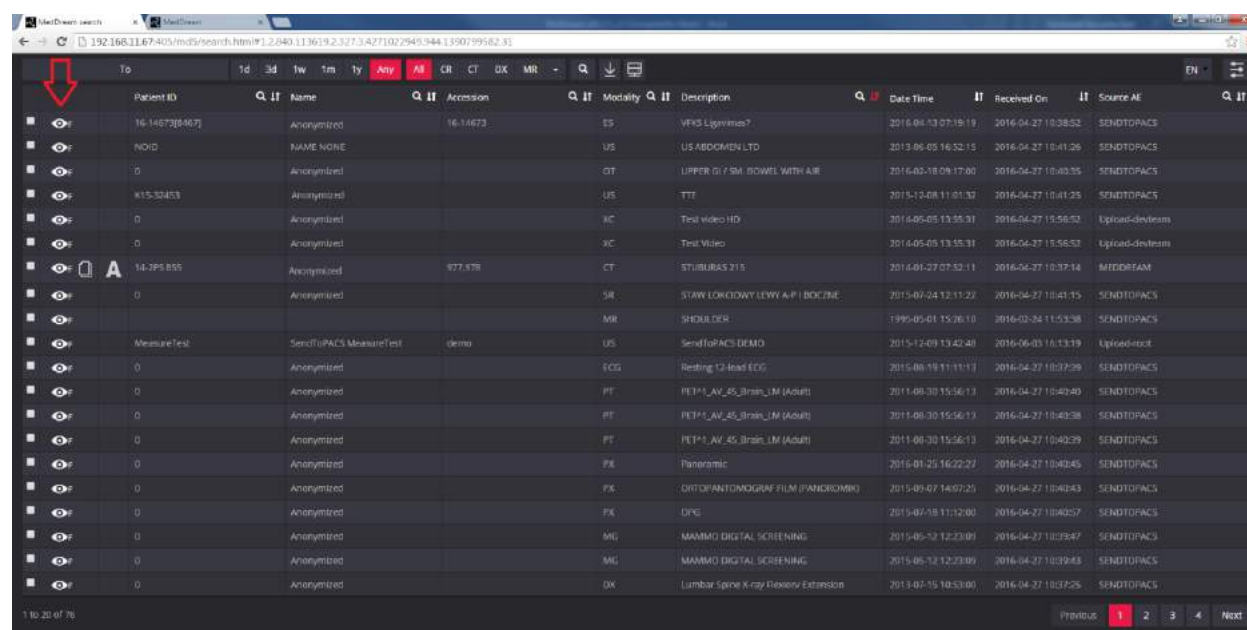 MedDream search MedDream
192.168.11.67:405/md5/search.html#1.2.840.113619.2.327.3.4271022949.944.1390799582.31
To 1d 3d 1w 1m 1y Any All CR CT DX MR EN
Patient ID Name Accession Modality Description Date Time Received On Source AE
F 16-14673[8467] Anonymized 16-14673 ES VFKS Ligavimas? 2016-04-13 07:19:19 2016-04-27 10:38:52 SENDTOPACS
F NOID NAME NONE US US ABDOMEN LTD 2013-06-05 16:52:15 2016-04-27 10:41:26 SENDTOPACS
F 0 Anonymized OT UPPER GI / SM. BOWEL WITH AIR 2016-02-18 09:17:00 2016-04-27 10:40:35 SENDTOPACS
F K15-32453 Anonymized US TTE 2015-12-08 11:01:32 2016-04-27 10:41:25 SENDTOPACS
F 0 Anonymized XC Test video HD 2014-05-05 13:55:31 2016-04-27 15:56:52 Upload-devteam
F 0 Anonymized XC Test Video 2014-05-05 13:55:31 2016-04-27 15:56:52 Upload-devteam
F A Anonymized 977,978 CT STUBURAS 215 2014-01-27 07:52:11 2016-04-27 10:37:14 MEDDREAM
F 0 Anonymized SR STAW LOKCIOWY LEWY A-P I BOCZNE 2015-07-24 12:11:27 2016-04-27 10:41:15 SENDTOPACS
F MR SHOULDER 1995-05-01 15:26:10 2016-02-24 11:53:38 SENDTOPACS
F MeasureTest SendToPACS MeasureTest demo US SendToPACS DEMO 2015-12-09 13:42:48 2016-06-03 16:13:19 Upload-root
F 0 Anonymized ECG Resting 12-lead ECG 2015-08-19 11:11:13 2016-04-27 10:37:39 SENDTOPACS
F 0 Anonymized PT PET^1_AV_45_Brain_LM (Adult) 2011-08-30 15:56:13 2016-04-27 10:40:40 SENDTOPACS
F 0 Anonymized PT PET^1_AV_45_Brain_LM (Adult) 2011-08-30 15:56:13 2016-04-27 10:40:38 SENDTOPACS
F 0 Anonymized PT PET^1_AV_45_Brain_LM (Adult) 2011-08-30 15:56:13 2016-04-27 10:40:39 SENDTOPACS
F 0 Anonymized PX Panoramic 2016-01-25 16:22:27 2016-04-27 10:40:45 SENDTOPACS
F 0 Anonymized PX ORTOPANTOMOGRAF FILM (PANOROMIK) 2015-09-07 14:07:25 2016-04-27 10:40:43 SENDTOPACS
F 0 Anonymized PX OPG 2015-07-18 11:12:00 2016-04-27 10:40:57 SENDTOPACS
F 0 Anonymized MG MAMMO DIGITAL SCREENING 2015-05-12 12:23:09 2016-04-27 10:39:47 SENDTOPACS
F 0 Anonymized MG MAMMO DIGITAL SCREENING 2015-05-12 12:23:09 2016-04-27 10:39:43 SENDTOPACS
F 0 Anonymized DX Lumbar Spine X-ray Flexion/ Extension 2013-07-15 10:53:00 2016-04-27 10:37:25 SENDTOPACS
1 to 20 of 76 Previous 1 2 3 4 Next